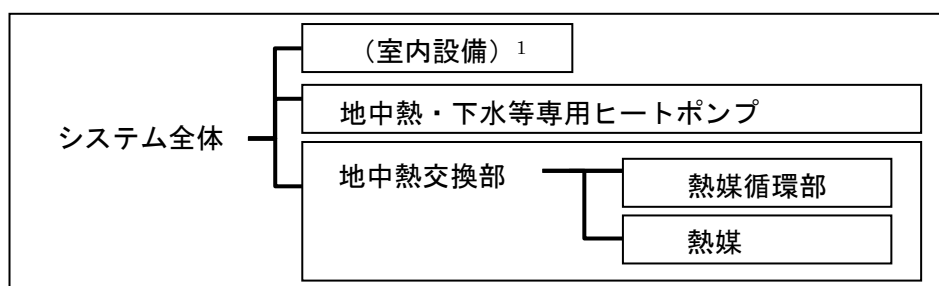 （室内設備）1
地中熱・下水等専用ヒートポンプ
システム全体
地中熱交換部
熱媒循環部
熱媒